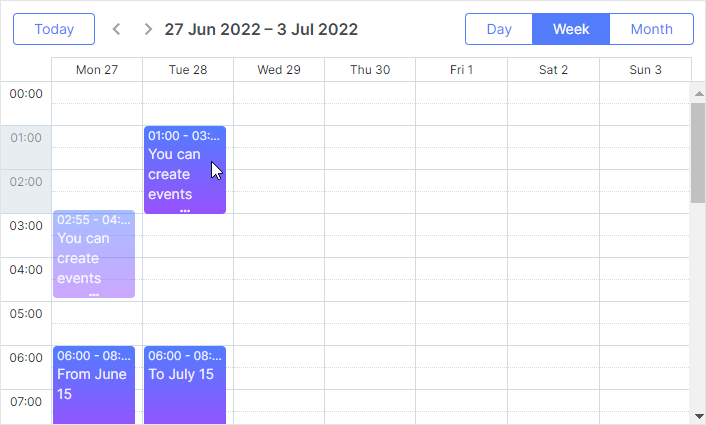 Today
27 Jun 2022 – 3 Jul 2022
Day
Week
Month
Mon 27
Tue 28
Wed 29
Thu 30
Fri 1
Sat 2
Sun 3
00:00
01:00
01:00 - 03:...
You can
create
events
...
02:00
03:00
02:55 - 04:...
You can
create
events
...
04:00
05:00
06:00
06:00 - 08:...
From June
15
06:00 - 08:...
To July 15
07:00